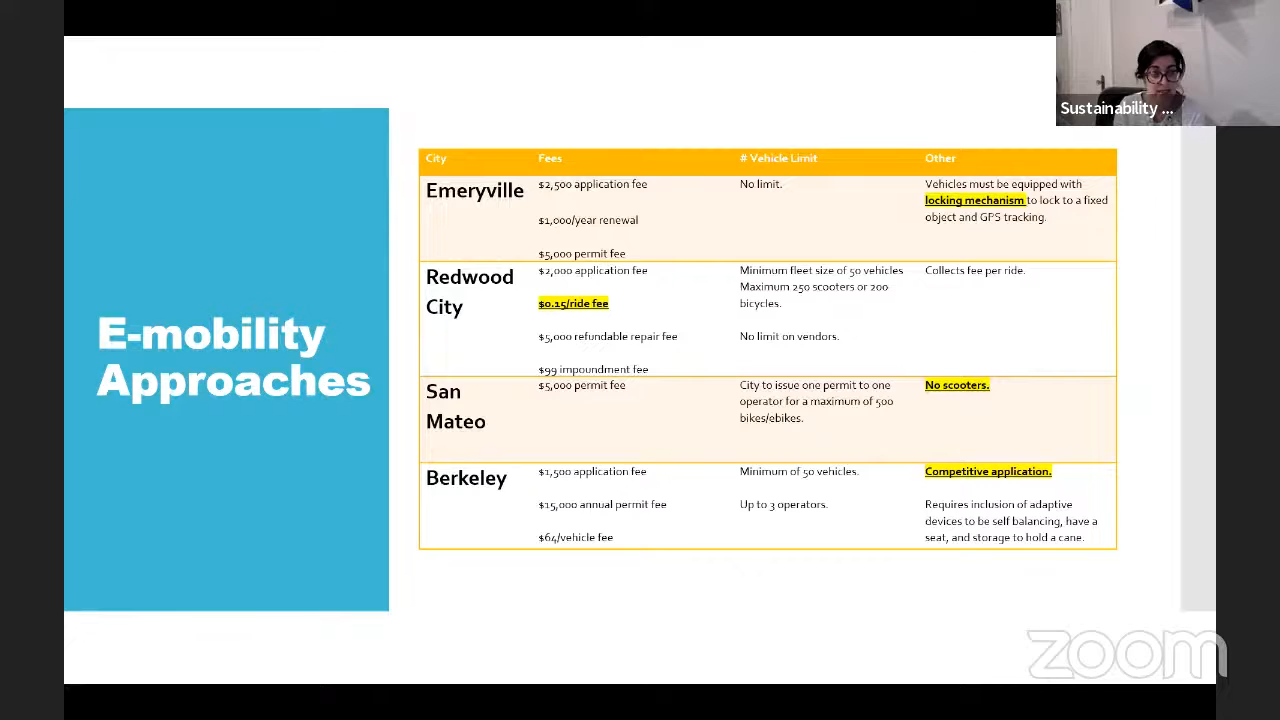 Sustainability ...
E-mobility
Approaches
City Fees # Vehicle Limit Other
Emeryville
$2,500 application fee
$1,000/year renewal
$5,000 permit fee
No limit.
Vehicles must be equipped with
locking mechanism to lock to a fixed
object and GPS tracking.
Redwood
City
$2,000 application fee
$0.15/ride fee
$5,000 refundable repair fee
$99 impoundment fee
Minimum fleet size of 50 vehicles
Maximum 250 scooters or 200
bicycles.
No limit on vendors.
Collects fee per ride.
San
Mateo
$5,000 permit fee
City to issue one permit to one
operator for a maximum of 500
bikes/ebikes.
No scooters.
Berkeley
$1,500 application fee
$15,000 annual permit fee
$64/vehicle fee
Minimum of 50 vehicles.
Up to 3 operators.
Competitive application.
Requires inclusion of adaptive
devices to be self balancing, have a
seat, and storage to hold a cane.
zoom